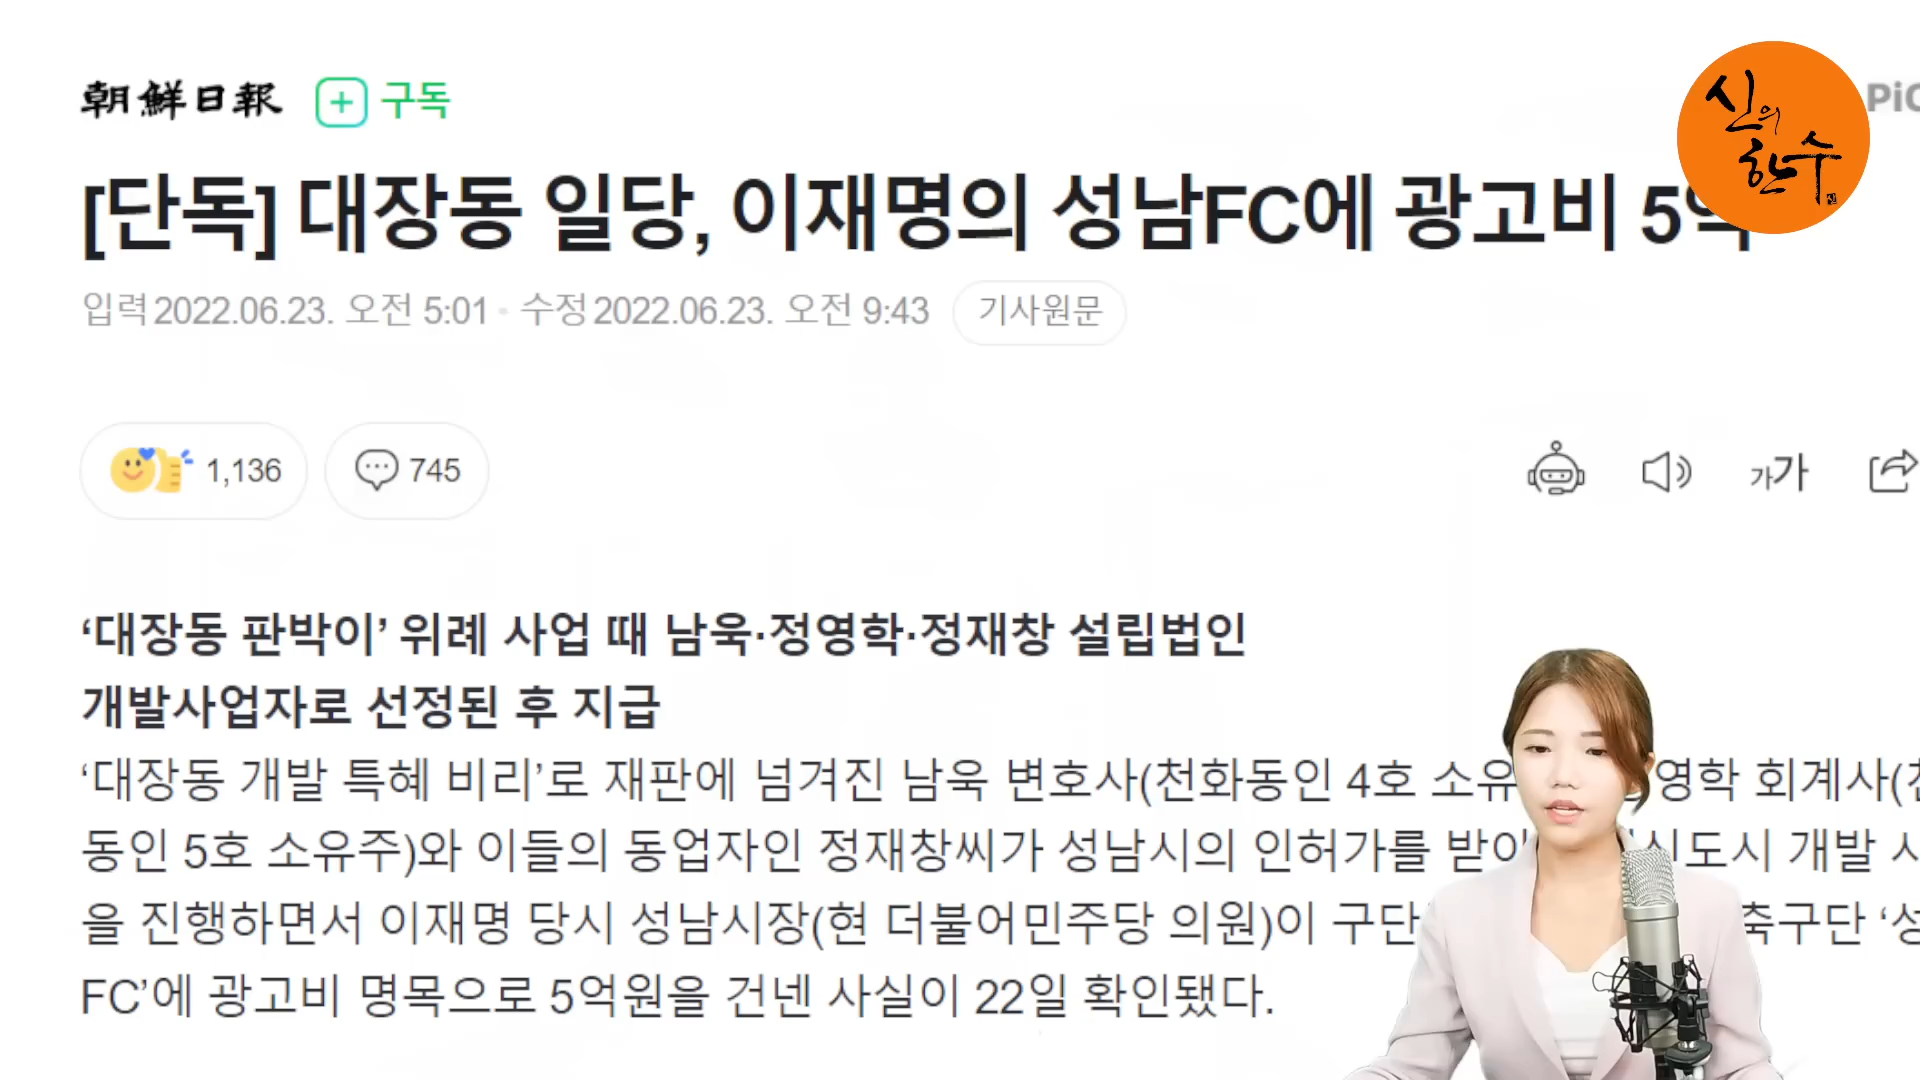 朝鮮日報 구독
PiC
신의
한수
[단독] 대장동 일당, 이재명의 성남FC에 광고비 5억
입력 2022.06.23. 오전 5:01 · 수정 2022.06.23. 오전 9:43 기사원문
1,136 745 가가
‘대장동 판박이’ 위례 사업 때 남욱·정영학·정재창 설립법인
개발사업자로 선정된 후 지급
‘대장동 개발 특혜 비리’로 재판에 넘겨진 남욱 변호사(천화동인 4호 소유 영학 회계사(천
동인 5호 소유주)와 이들의 동업자인 정재창씨가 성남시의 인허가를 받아 신도시 개발 사
을 진행하면서 이재명 당시 성남시장(현 더불어민주당 의원)이 구단 축구단 ‘성
FC’에 광고비 명목으로 5억원을 건넨 사실이 22일 확인됐다.